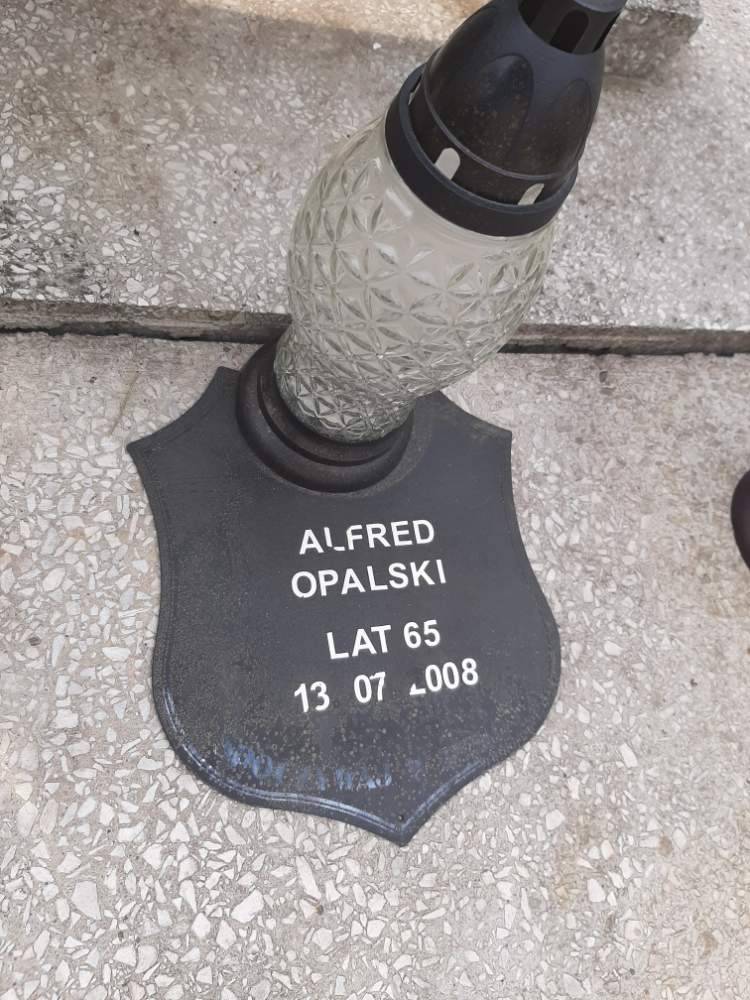 ALFRED
OPALSKI
LAT 65
13 07 2008